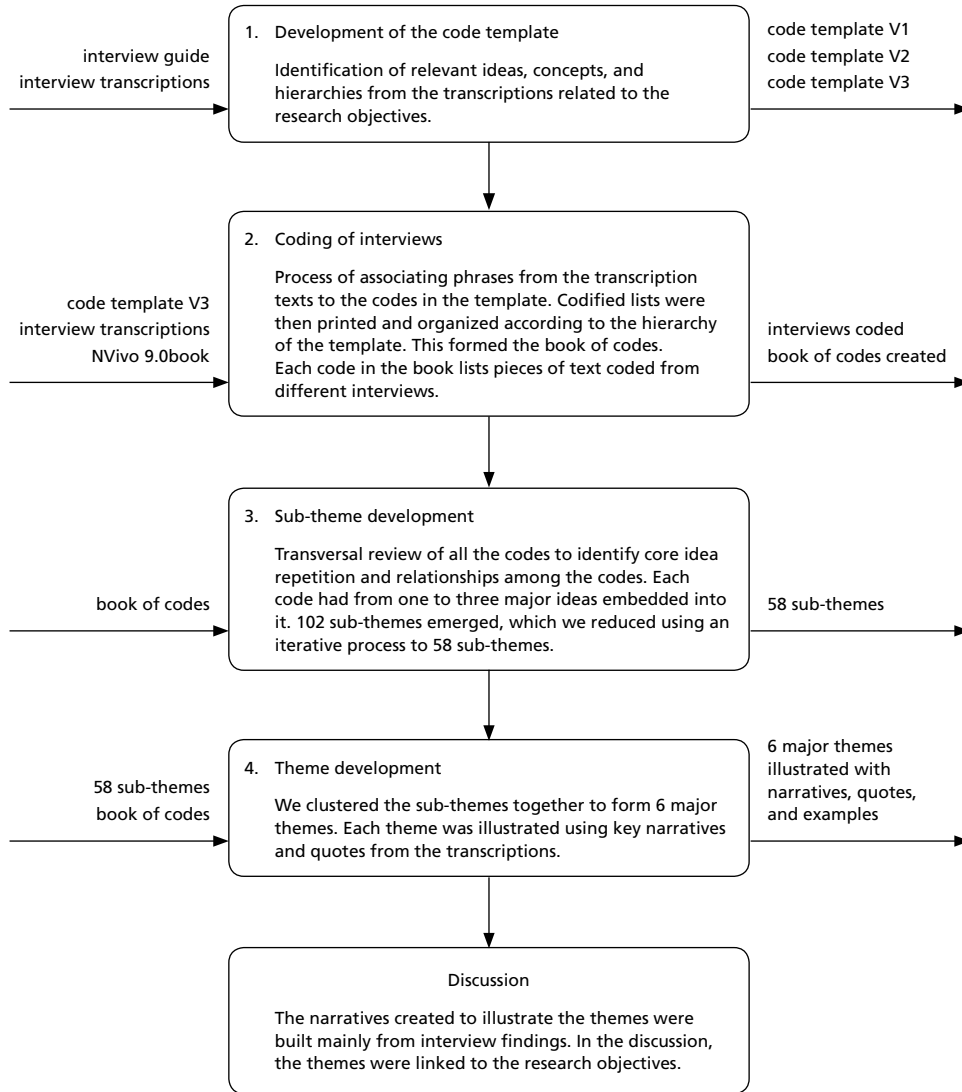 interview guide
interview transcriptions
1. Development of the code template
Identification of relevant ideas, concepts, and
hierarchies from the transcriptions related to the
research objectives.
code template V1
code template V2
code template V3
code template V3
interview transcriptions
NVivo 9.0book
2. Coding of interviews
Process of associating phrases from the transcription
texts to the codes in the template. Codified lists were
then printed and organized according to the hierarchy
of the template. This formed the book of codes.
Each code in the book lists pieces of text coded from
different interviews.
interviews coded
book of codes created
book of codes
3. Sub-theme development
Transversal review of all the codes to identify core idea
repetition and relationships among the codes. Each
code had from one to three major ideas embedded into
it. 102 sub-themes emerged, which we reduced using an
iterative process to 58 sub-themes.
58 sub-themes
58 sub-themes
book of codes
4. Theme development
We clustered the sub-themes together to form 6 major
themes. Each theme was illustrated using key narratives
and quotes from the transcriptions.
6 major themes
illustrated with
narratives, quotes,
and examples
Discussion
The narratives created to illustrate the themes were
built mainly from interview findings. In the discussion,
the themes were linked to the research objectives.